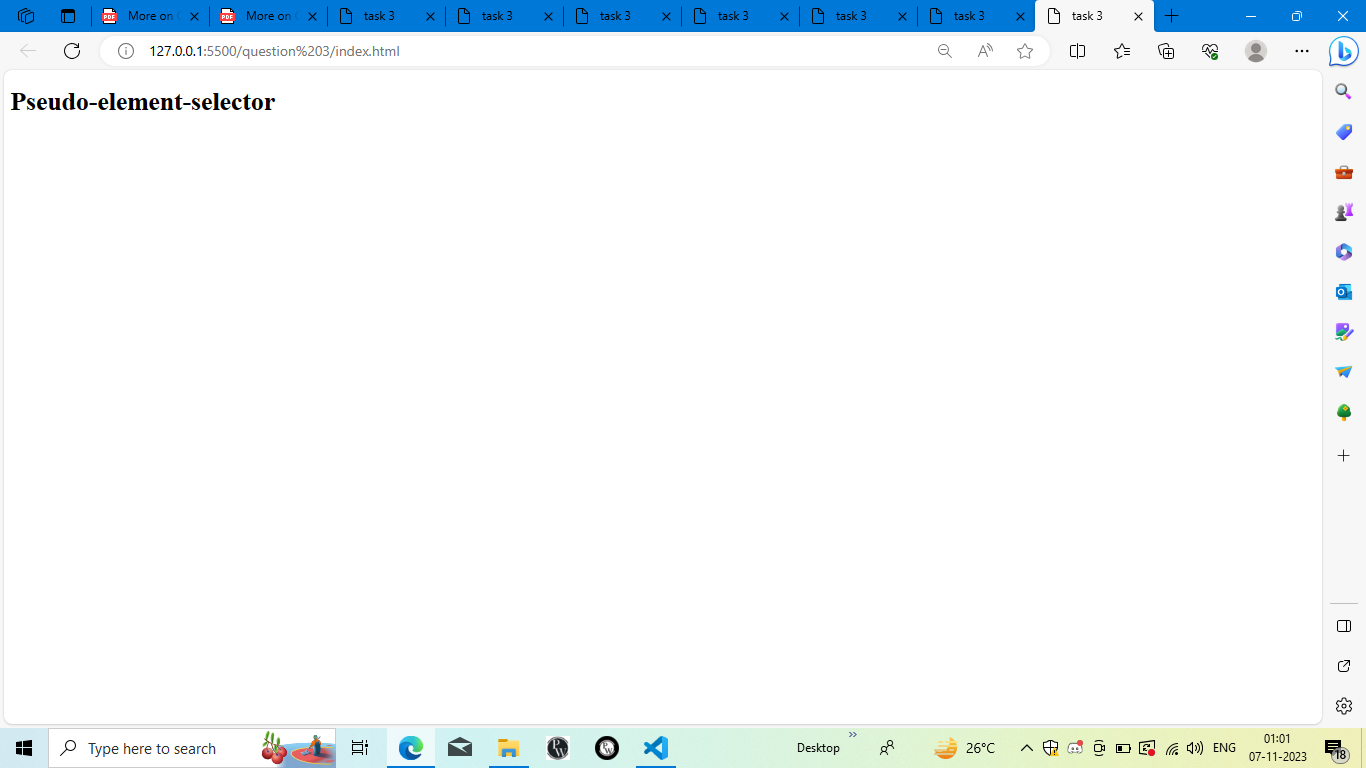 More on C
More on C
task 3
task 3
task 3
task 3
task 3
task 3
task 3
127.0.0.1:5500/question%203/index.html
Pseudo-element-selector
Type here to search
Desktop
26°C
ENG
01:01
07-11-2023
18